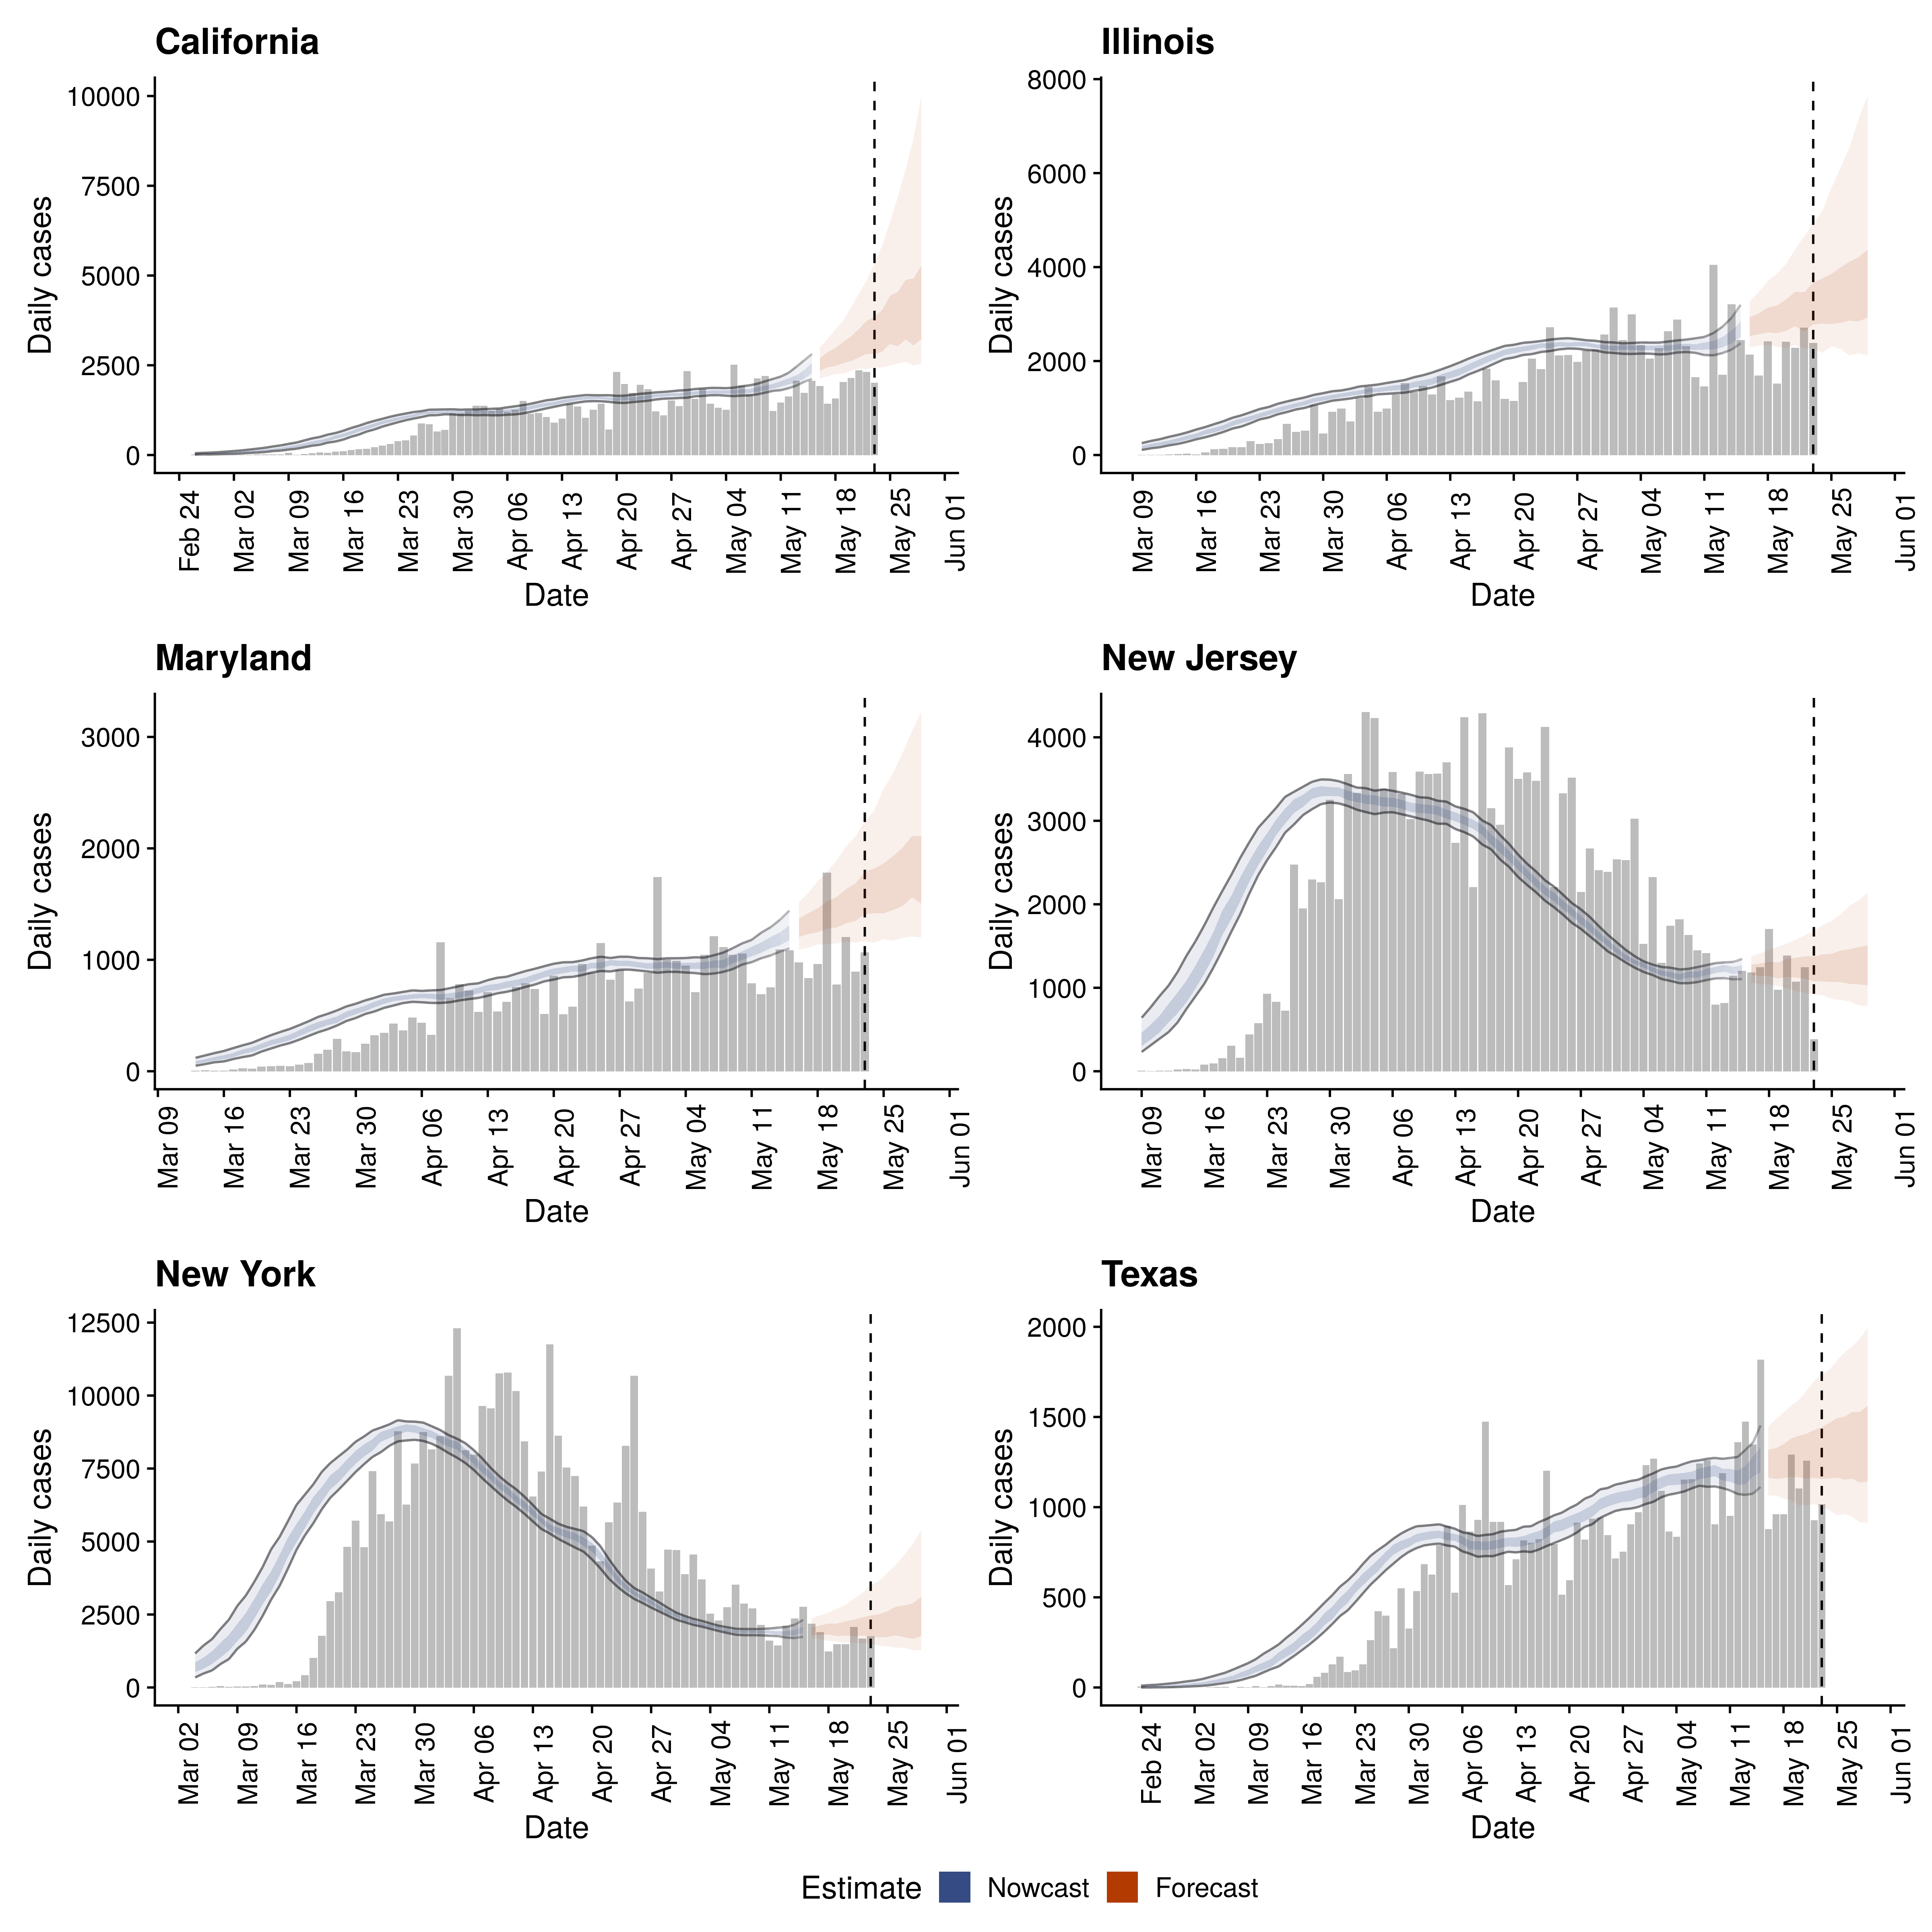 California
Daily cases
10000
7500
5000
2500
0
Feb 24
Mar 02
Mar 09
Mar 16
Mar 23
Mar 30
Apr 06
Apr 13
Apr 20
Apr 27
May 04
May 11
May 18
May 25
Jun 01
Date
Illinois
Daily cases
8000
6000
4000
2000
0
Mar 09
Mar 16
Mar 23
Mar 30
Apr 06
Apr 13
Apr 20
Apr 27
May 04
May 11
May 18
May 25
Jun 01
Date
Maryland
Daily cases
3000
2000
1000
0
Mar 09
Mar 16
Mar 23
Mar 30
Apr 06
Apr 13
Apr 20
Apr 27
May 04
May 11
May 18
May 25
Jun 01
Date
New Jersey
Daily cases
4000
3000
2000
1000
0
Mar 09
Mar 16
Mar 23
Mar 30
Apr 06
Apr 13
Apr 20
Apr 27
May 04
May 11
May 18
May 25
Jun 01
Date
New York
Daily cases
12500
10000
7500
5000
2500
0
Mar 02
Mar 09
Mar 16
Mar 23
Mar 30
Apr 06
Apr 13
Apr 20
Apr 27
May 04
May 11
May 18
May 25
Jun 01
Date
Texas
Daily cases
2000
1500
1000
500
0
Feb 24
Mar 02
Mar 09
Mar 16
Mar 23
Mar 30
Apr 06
Apr 13
Apr 20
Apr 27
May 04
May 11
May 18
May 25
Jun 01
Date
Estimate Nowcast Forecast